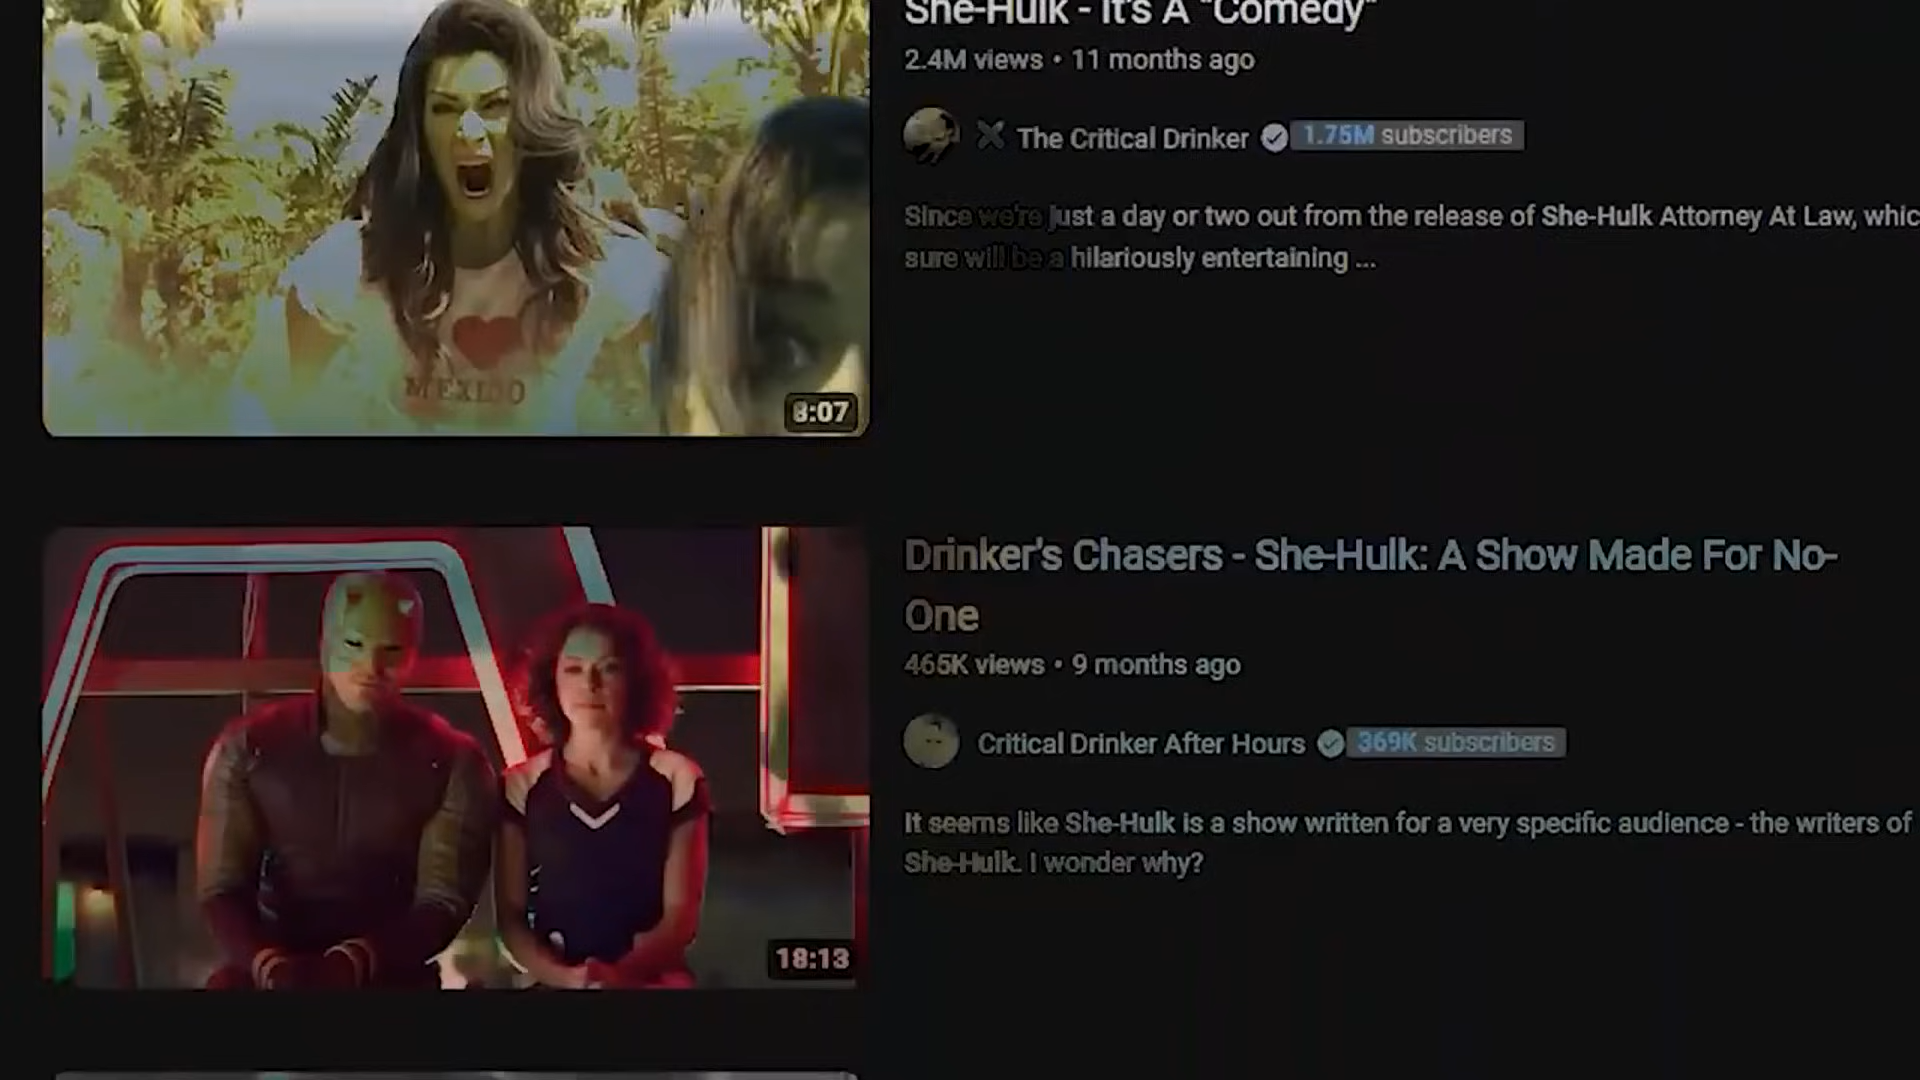 She-Hulk - It's A "Comedy"
2.4M views • 11 months ago
The Critical Drinker
1.75M subscribers
Since we're just a day or two out from the release of She-Hulk Attorney At Law, whic
sure will be a hilariously entertaining ...
MEXICO
8:07
Drinker's Chasers - She-Hulk: A Show Made For No-
One
465K views • 9 months ago
Critical Drinker After Hours
369K subscribers
It seems like She-Hulk is a show written for a very specific audience - the writers of
She-Hulk. I wonder why?
18:13